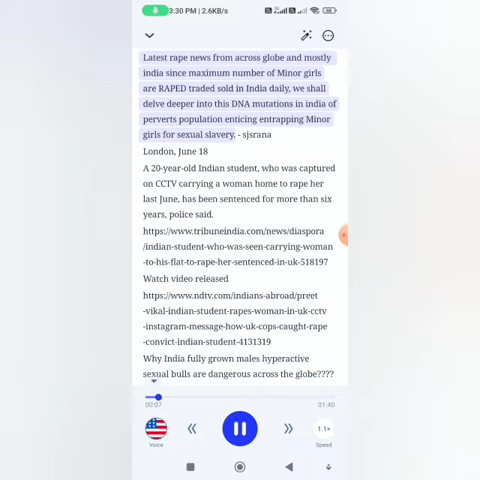 3:30 PM | 2.6KB/s
68
Latest rape news from across globe and mostly
india since maximum number of Minor girls
are RAPED traded sold in India daily, we shall
delve deeper into this DNA mutations in india of
perverts population enticing entrapping Minor
girls for sexual slavery. - sjsrana
London, June 18
A 20-year-old Indian student, who was captured
on CCTV carrying a woman home to rape her
last June, has been sentenced for more than six
years, police said.
https://www.tribuneindia.com/news/diaspora
/indian-student-who-was-seen-carrying-woman
-to-his-flat-to-rape-her-sentenced-in-uk-518197
Watch video released
https://www.ndtv.com/indians-abroad/preet
-vikal-indian-student-rapes-woman-in-uk-cctv
-instagram-message-how-uk-cops-caught-rape
-convict-indian-student-4131319
Why India fully grown males hyperactive
sexual bulls are dangerous across the globe????
00:07
01:40
1.1×
Voice
Speed